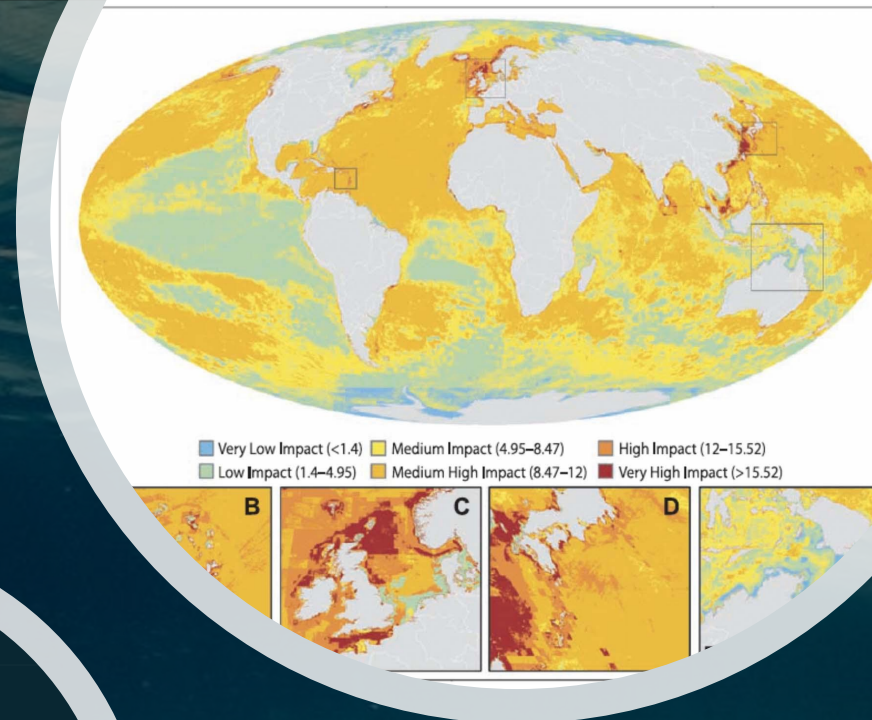 Very Low Impact (<1.4) Medium Impact (4.95–8.47) High Impact (12–15.52)
Low Impact (1.4–4.95) Medium High Impact (8.47–12) Very High Impact (>15.52)
B C D